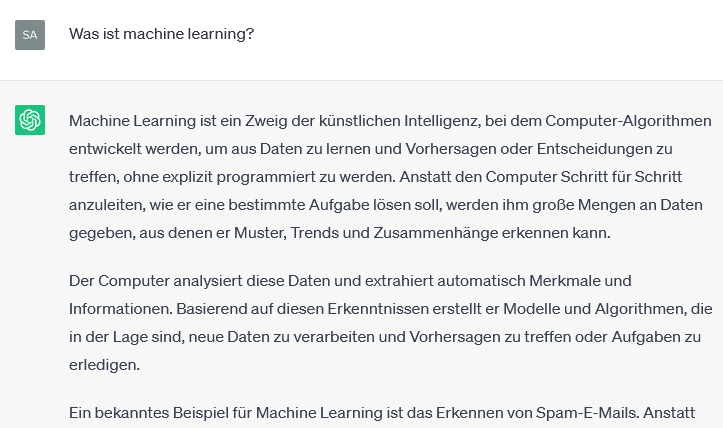 SA
Was ist machine learning?
Machine Learning ist ein Zweig der künstlichen Intelligenz, bei dem Computer-Algorithmen
entwickelt werden, um aus Daten zu lernen und Vorhersagen oder Entscheidungen zu
treffen, ohne explizit programmiert zu werden. Anstatt den Computer Schritt für Schritt
anzuleiten, wie er eine bestimmte Aufgabe lösen soll, werden ihm große Mengen an Daten
gegeben, aus denen er Muster, Trends und Zusammenhänge erkennen kann.
Der Computer analysiert diese Daten und extrahiert automatisch Merkmale und
Informationen. Basierend auf diesen Erkenntnissen erstellt er Modelle und Algorithmen, die
in der Lage sind, neue Daten zu verarbeiten und Vorhersagen zu treffen oder Aufgaben zu
erledigen.
Ein bekanntes Beispiel für Machine Learning ist das Erkennen von Spam-E-Mails. Anstatt